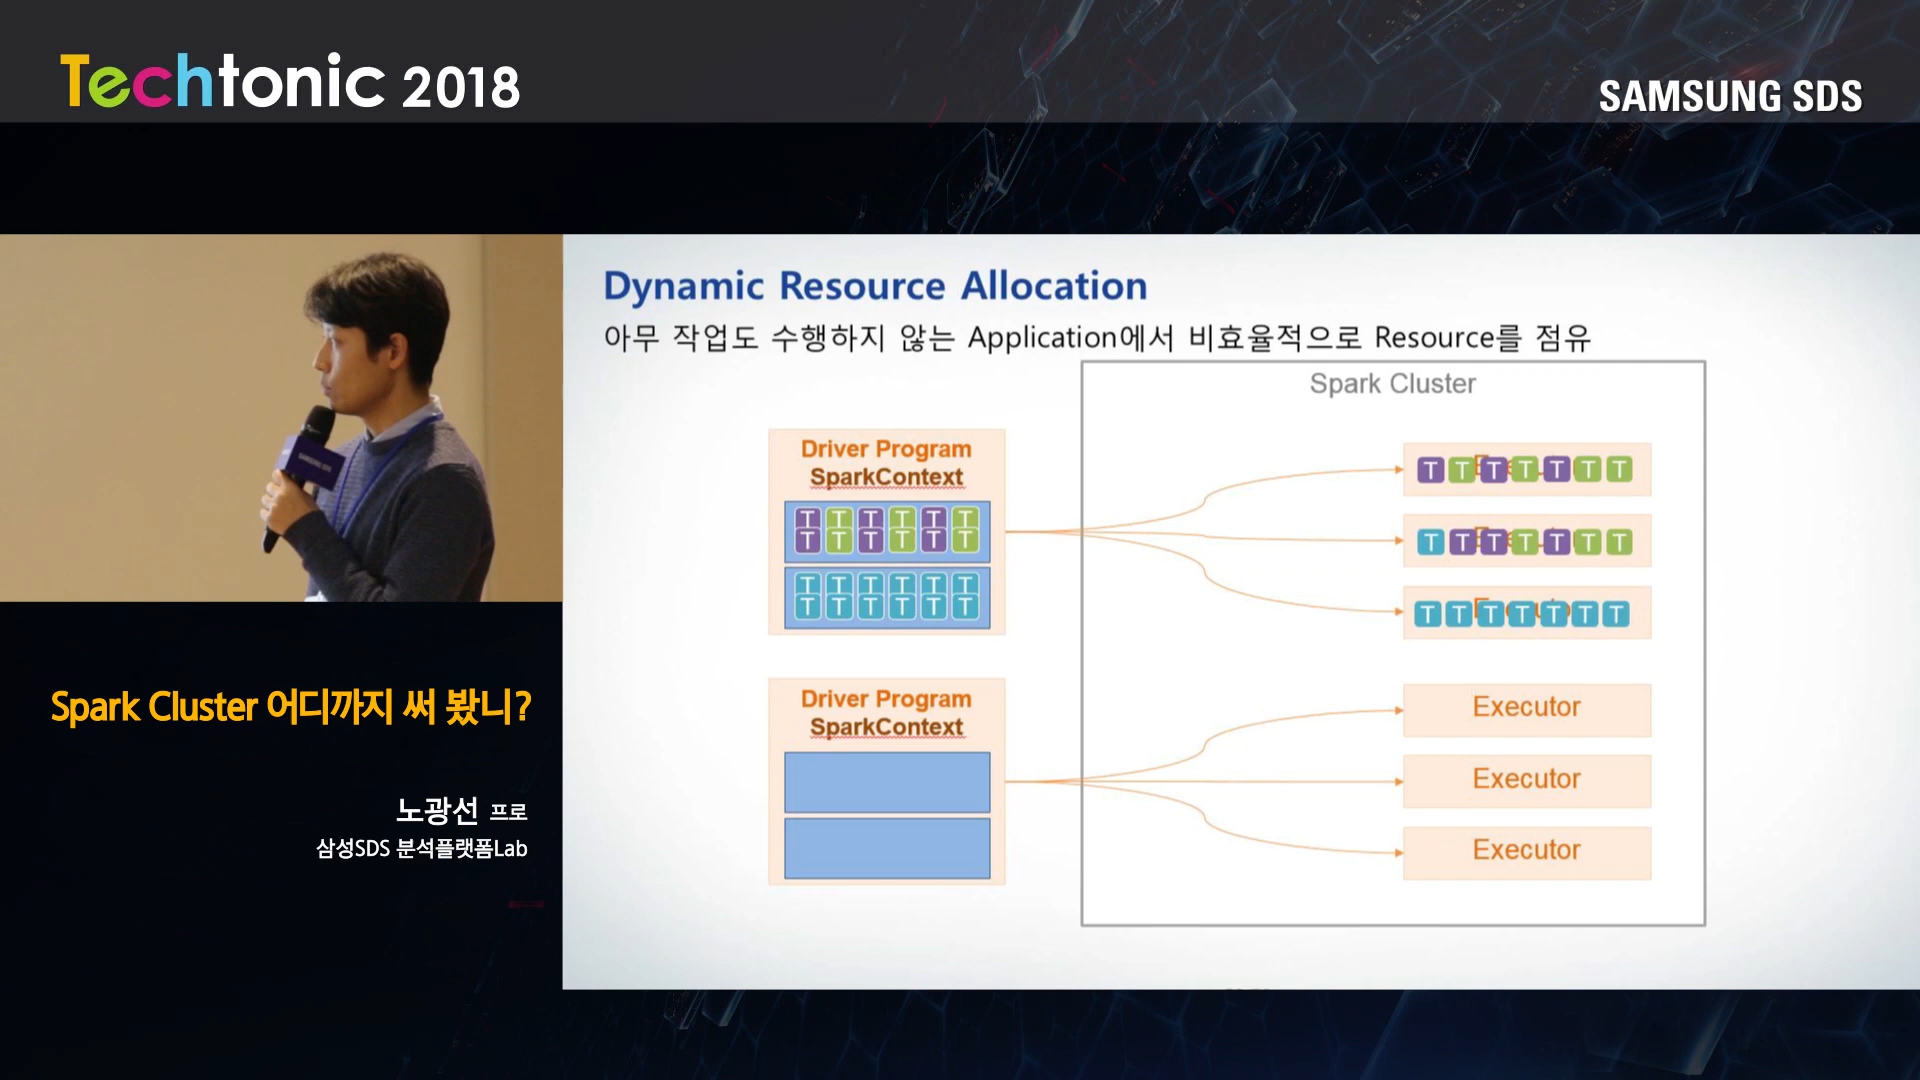 Techtonic 2018
SAMSUNG SDS
Dynamic Resource Allocation
아무 작업도 수행하지 않는 Application에서 비효율적으로 Resource를 점유
Spark Cluster
Driver Program
SparkContext
T T T T T T
T T T T T T
T T T T T T
T T T T T T
T T T T T T T
T T T T T T T
T T T T T T T
Driver Program
SparkContext
Executor
Executor
Executor
SAMSUNG SDS
Spark Cluster 어디까지 써 봤니?
노광선 프로
삼성SDS 분석플랫폼Lab